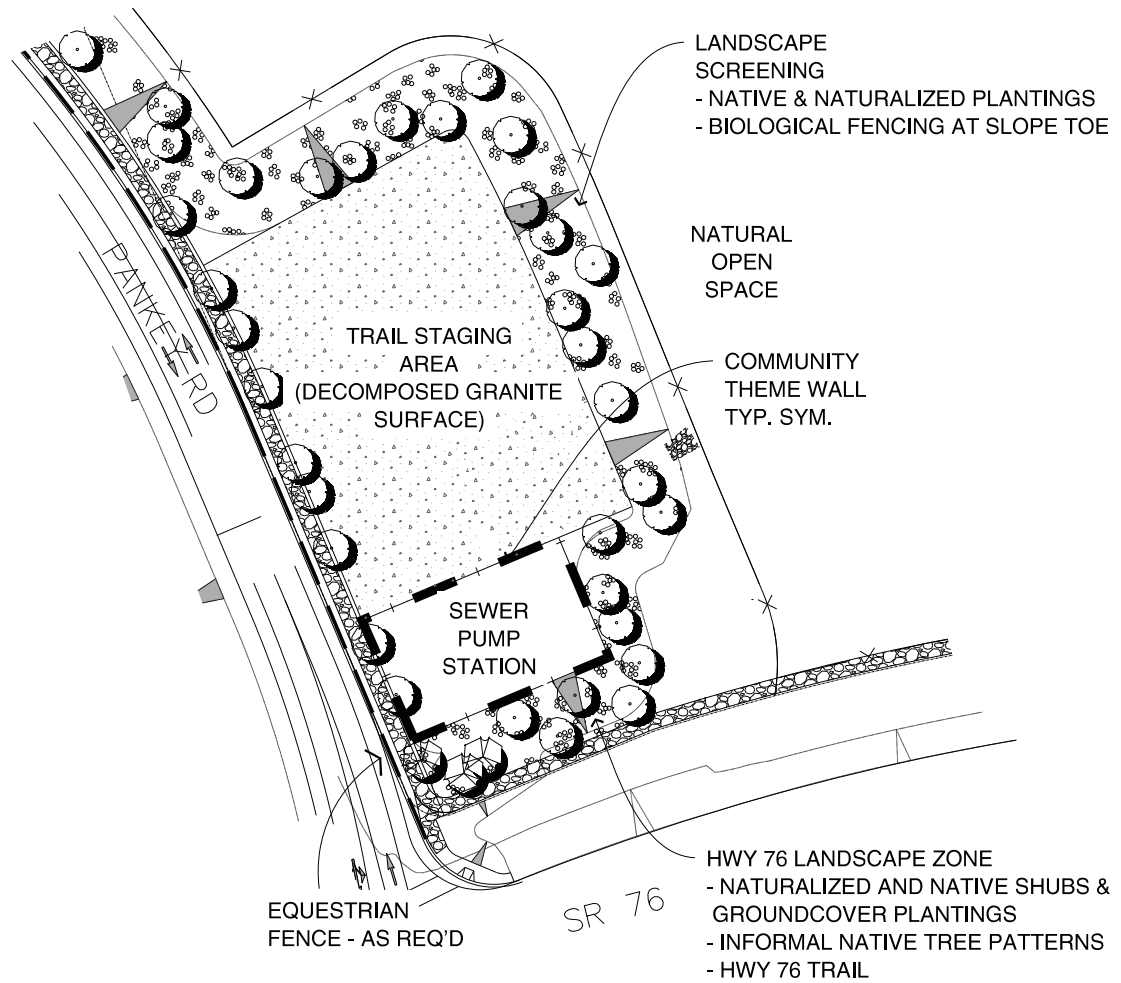 LANDSCAPE
SCREENING
- NATIVE & NATURALIZED PLANTINGS
- BIOLOGICAL FENCING AT SLOPE TOE
NATURAL
OPEN
SPACE
PANKEY RD
TRAIL STAGING
AREA
(DECOMPOSED GRANITE
SURFACE)
COMMUNITY
THEME WALL
TYP. SYM.
SEWER
PUMP
STATION
HWY 76 LANDSCAPE ZONE
- NATURALIZED AND NATIVE SHUBS &
GROUNDCOVER PLANTINGS
- INFORMAL NATIVE TREE PATTERNS
- HWY 76 TRAIL
EQUESTRIAN
FENCE - AS REQ'D
SR 76